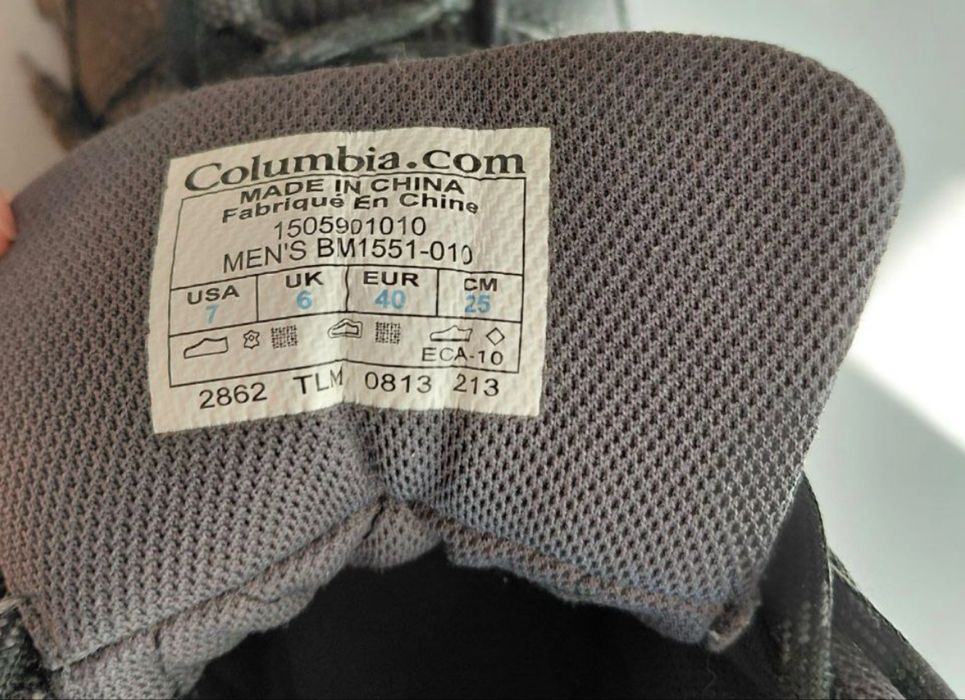 Columbia.com
MADE IN CHINA
Fabriqué En Chine
1505901010
MEN'S BM1551-010
USA UK EUR CM
7 6 40 25
ECA-10
2862 TLM 0813 213